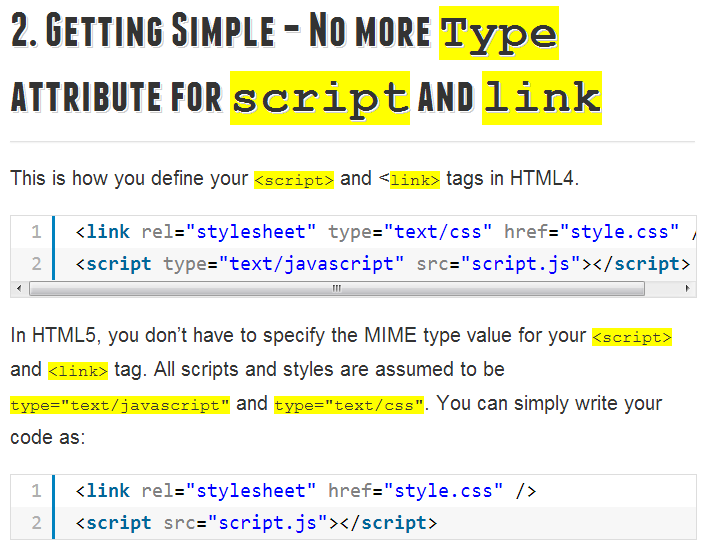 2. Getting Simple - No more Type
attribute for script and link
This is how you define your <script> and <link> tags in HTML4.
1 <link rel="stylesheet" type="text/css" href="style.css" /
2 <script type="text/javascript" src="script.js"></script>
In HTML5, you don’t have to specify the MIME type value for your <script>
and <link> tag. All scripts and styles are assumed to be
type="text/javascript" and type="text/css". You can simply write your
code as:
1 <link rel="stylesheet" href="style.css" />
2 <script src="script.js"></script>